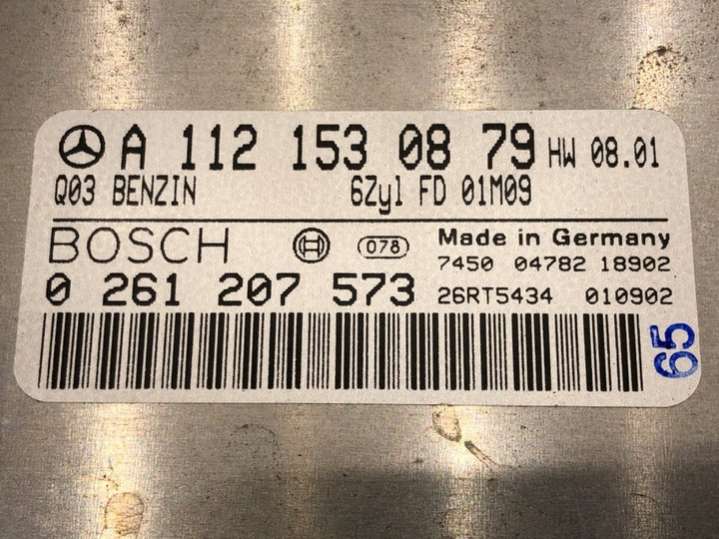 A 112 153 08 79 HW 08.01
Q03 BENZIN 6Zyl FD 01M09
BOSCH 078 Made in Germany
7450 04782 18902
0 261 207 573 26RT5434 010902
65